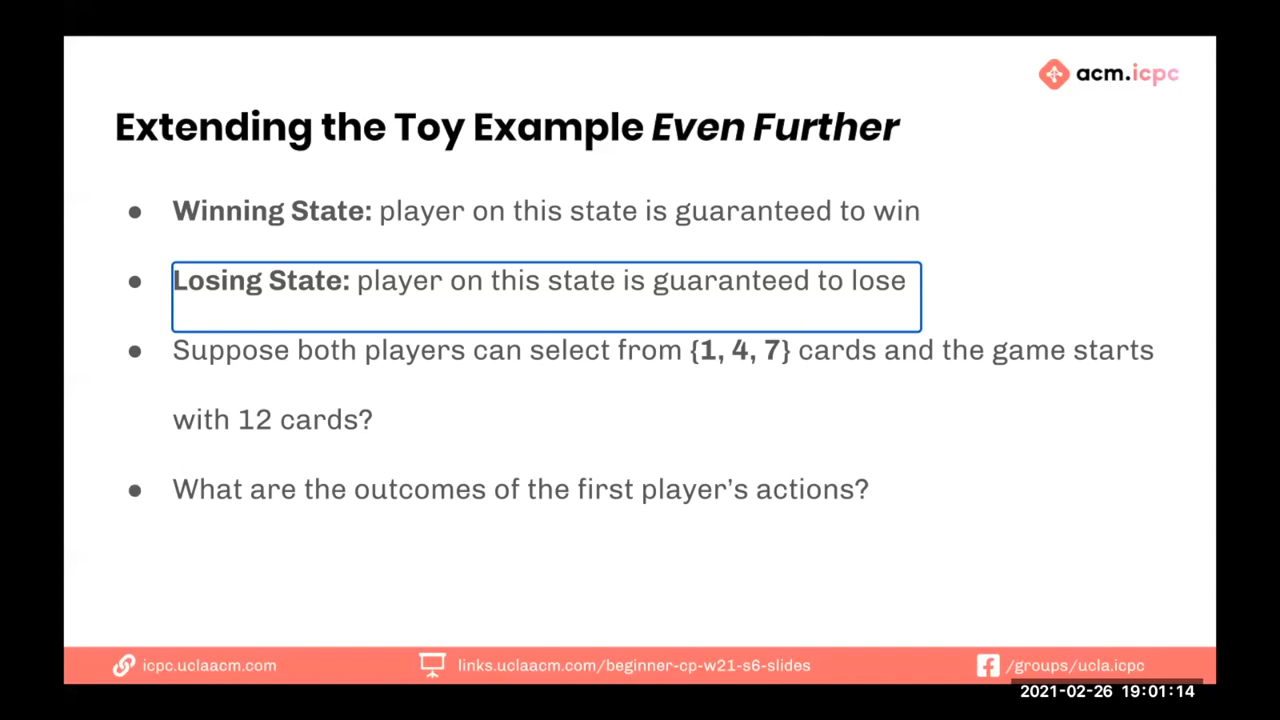 acm.icpc
Extending the Toy Example Even Further
● Winning State: player on this state is guaranteed to win
● Losing State: player on this state is guaranteed to lose
● Suppose both players can select from {1, 4, 7} cards and the game starts
with 12 cards?
● What are the outcomes of the first player's actions?
icpc.uclaacm.com
links.uclaacm.com/beginner-cp-w21-s6-slides
/groups/ucla.icpc
2021-02-26 19:01:14